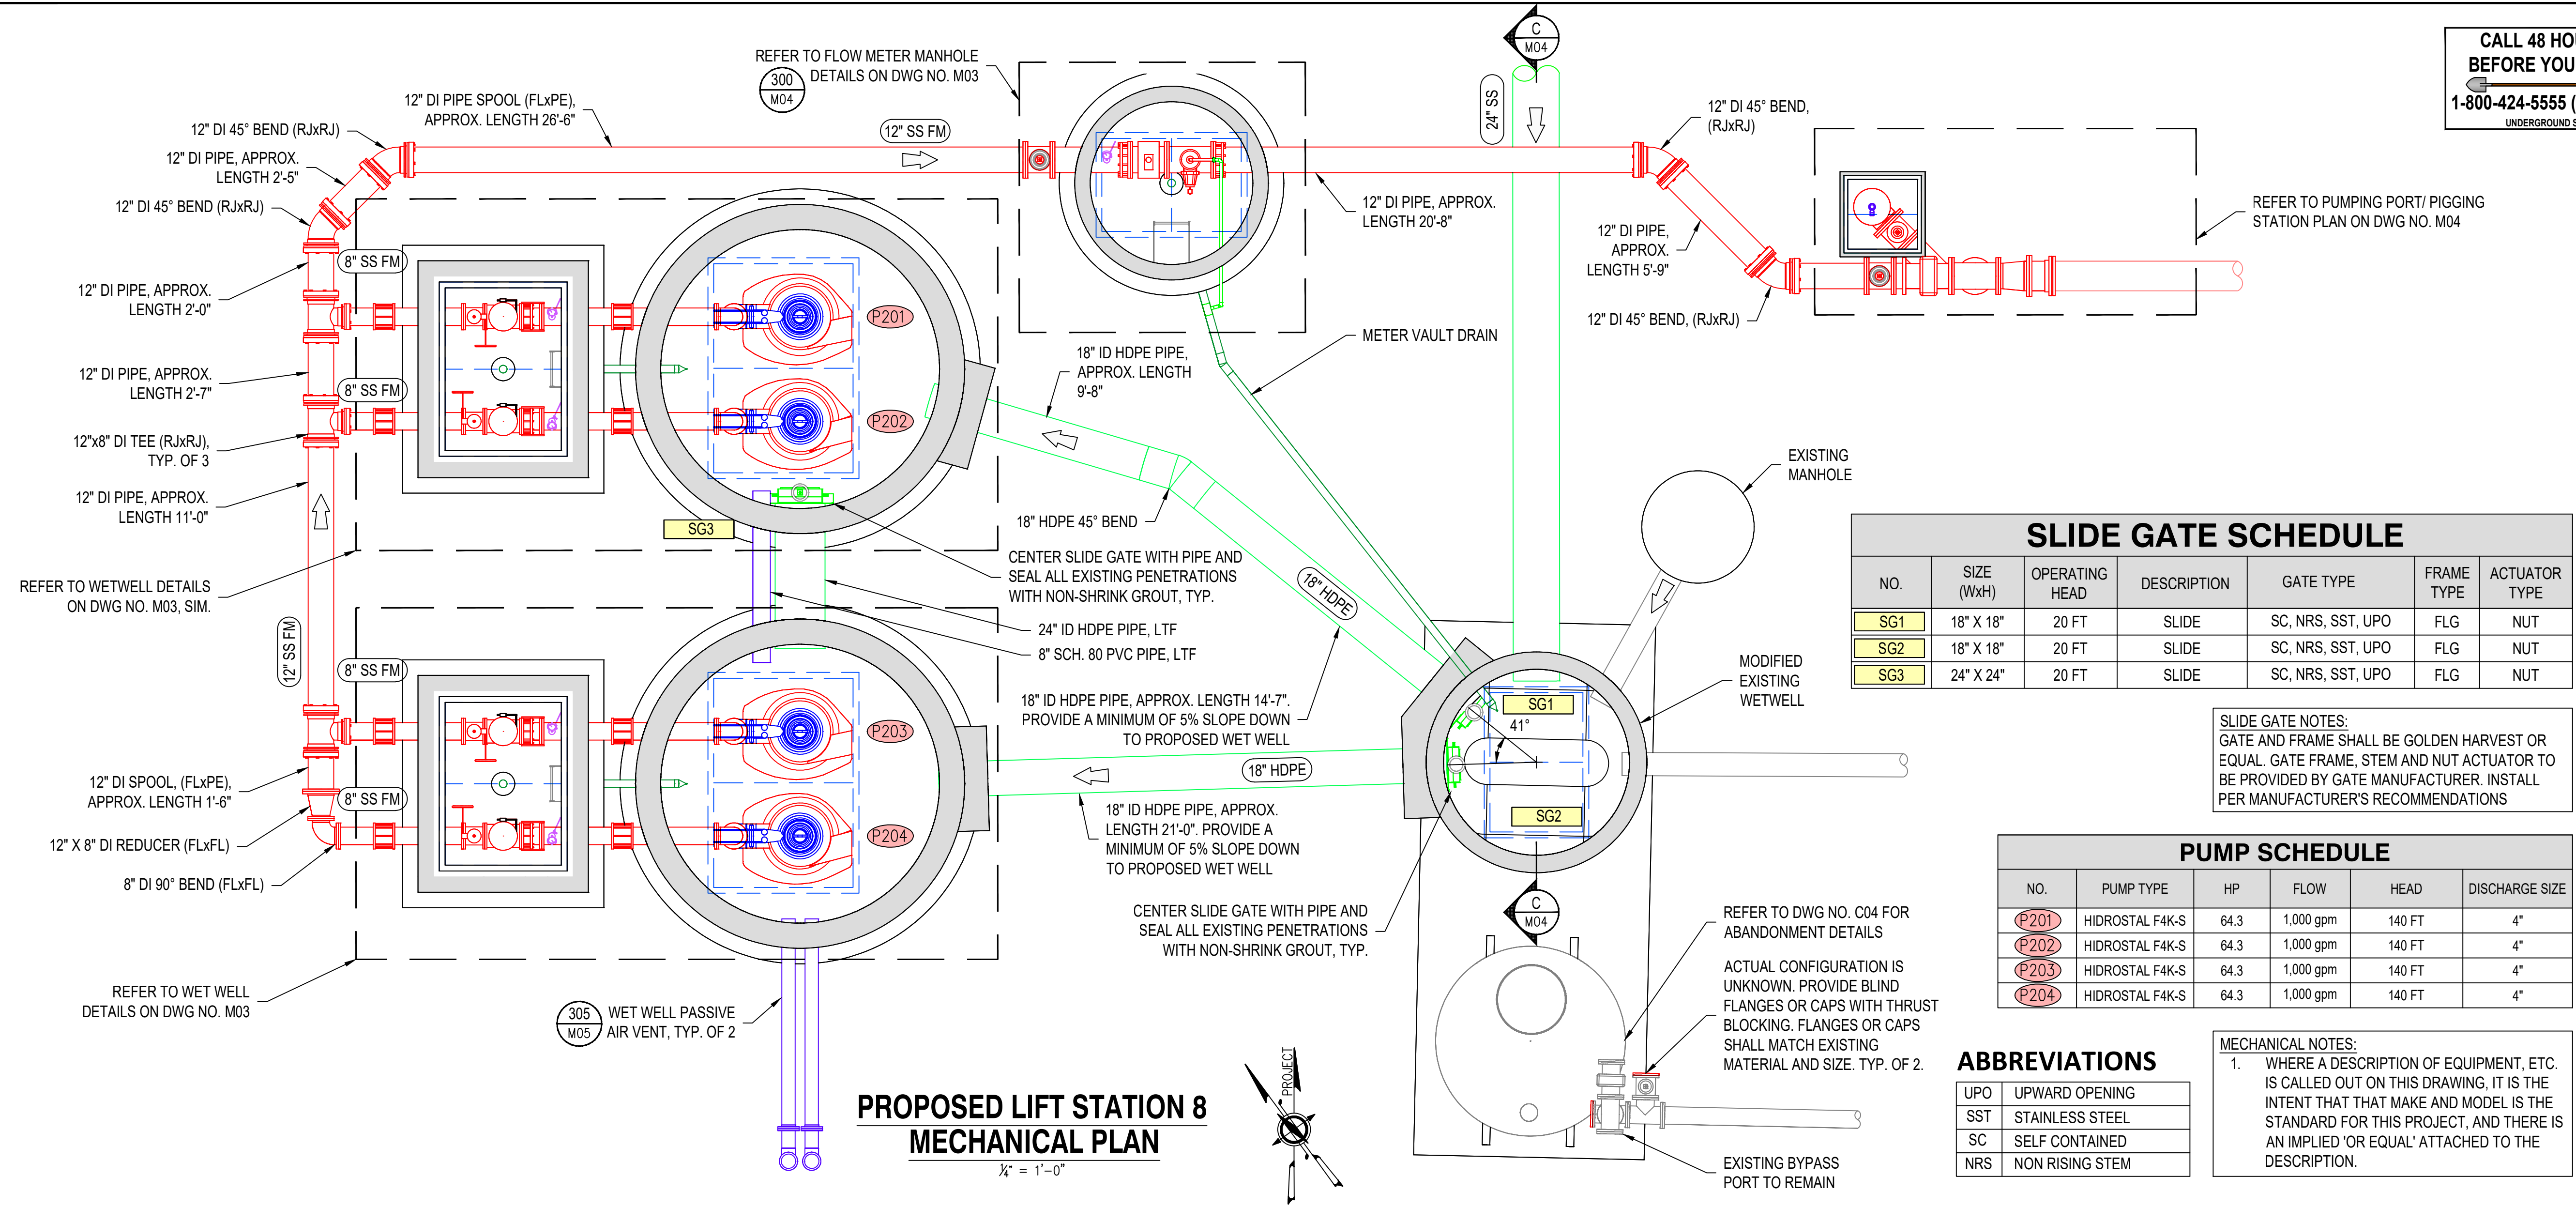 REFER TO FLOW METER MANHOLE
DETAILS ON DWG NO. M03
300
M04
C
M04
24" SS
CALL 48 HO
BEFORE YOU
1-800-424-5555 (
UNDERGROUND S
12" DI PIPE SPOOL (FLxPE),
APPROX. LENGTH 26'-6"
12" SS FM
12" DI 45° BEND (RJxRJ)
12" DI PIPE, APPROX.
LENGTH 2'-5"
12" DI 45° BEND (RJxRJ)
12" DI 45° BEND,
(RJxRJ)
12" DI PIPE, APPROX.
LENGTH 20'-8"
12" DI PIPE,
APPROX.
LENGTH 5'-9"
12" DI 45° BEND, (RJxRJ)
REFER TO PUMPING PORT/ PIGGING
STATION PLAN ON DWG NO. M04
8" SS FM
12" DI PIPE, APPROX.
LENGTH 2'-0"
P201
METER VAULT DRAIN
12" DI PIPE, APPROX.
LENGTH 2'-7"
8" SS FM
P202
18" ID HDPE PIPE,
APPROX. LENGTH
9'-8"
12"x8" DI TEE (RJxRJ),
TYP. OF 3
12" DI PIPE, APPROX.
LENGTH 11'-0"
EXISTING
MANHOLE
SG3
18" HDPE 45° BEND
CENTER SLIDE GATE WITH PIPE AND
SEAL ALL EXISTING PENETRATIONS
WITH NON-SHRINK GROUT, TYP.
18" HDPE
REFER TO WETWELL DETAILS
ON DWG NO. M03, SIM.
12" SS FM
24" ID HDPE PIPE, LTF
8" SCH. 80 PVC PIPE, LTF
8" SS FM
18" ID HDPE PIPE, APPROX. LENGTH 14'-7".
PROVIDE A MINIMUM OF 5% SLOPE DOWN
TO PROPOSED WET WELL
MODIFIED
EXISTING
WETWELL
SG1
41°
SG2
P203
18" HDPE
12" DI SPOOL, (FLxPE),
APPROX. LENGTH 1'-6"
8" SS FM
12" X 8" DI REDUCER (FLxFL)
8" DI 90° BEND (FLxFL)
P204
18" ID HDPE PIPE, APPROX.
LENGTH 21'-0". PROVIDE A
MINIMUM OF 5% SLOPE DOWN
TO PROPOSED WET WELL
CENTER SLIDE GATE WITH PIPE AND
SEAL ALL EXISTING PENETRATIONS
WITH NON-SHRINK GROUT, TYP.
C
M04
REFER TO DWG NO. C04 FOR
ABANDONMENT DETAILS
ACTUAL CONFIGURATION IS
UNKNOWN. PROVIDE BLIND
FLANGES OR CAPS WITH THRUST
BLOCKING. FLANGES OR CAPS
SHALL MATCH EXISTING
MATERIAL AND SIZE. TYP. OF 2.
REFER TO WET WELL
DETAILS ON DWG NO. M03
305
M05
WET WELL PASSIVE
AIR VENT, TYP. OF 2
PROJECT
EXISTING BYPASS
PORT TO REMAIN
PROPOSED LIFT STATION 8
MECHANICAL PLAN
¼" = 1'-0"
SLIDE GATE SCHEDULE
NO. SIZE (WxH) OPERATING HEAD DESCRIPTION GATE TYPE FRAME TYPE ACTUATOR TYPE
SG1 18" X 18" 20 FT SLIDE SC, NRS, SST, UPO FLG NUT
SG2 18" X 18" 20 FT SLIDE SC, NRS, SST, UPO FLG NUT
SG3 24" X 24" 20 FT SLIDE SC, NRS, SST, UPO FLG NUT
SLIDE GATE NOTES:
GATE AND FRAME SHALL BE GOLDEN HARVEST OR
EQUAL. GATE FRAME, STEM AND NUT ACTUATOR TO
BE PROVIDED BY GATE MANUFACTURER. INSTALL
PER MANUFACTURER'S RECOMMENDATIONS
PUMP SCHEDULE
NO. PUMP TYPE HP FLOW HEAD DISCHARGE SIZE
P201 HIDROSTAL F4K-S 64.3 1,000 gpm 140 FT 4"
P202 HIDROSTAL F4K-S 64.3 1,000 gpm 140 FT 4"
P203 HIDROSTAL F4K-S 64.3 1,000 gpm 140 FT 4"
P204 HIDROSTAL F4K-S 64.3 1,000 gpm 140 FT 4"
ABBREVIATIONS
UPO UPWARD OPENING
SST STAINLESS STEEL
SC SELF CONTAINED
NRS NON RISING STEM
MECHANICAL NOTES:
1. WHERE A DESCRIPTION OF EQUIPMENT, ETC.
IS CALLED OUT ON THIS DRAWING, IT IS THE
INTENT THAT THAT MAKE AND MODEL IS THE
STANDARD FOR THIS PROJECT, AND THERE IS
AN IMPLIED 'OR EQUAL' ATTACHED TO THE
DESCRIPTION.